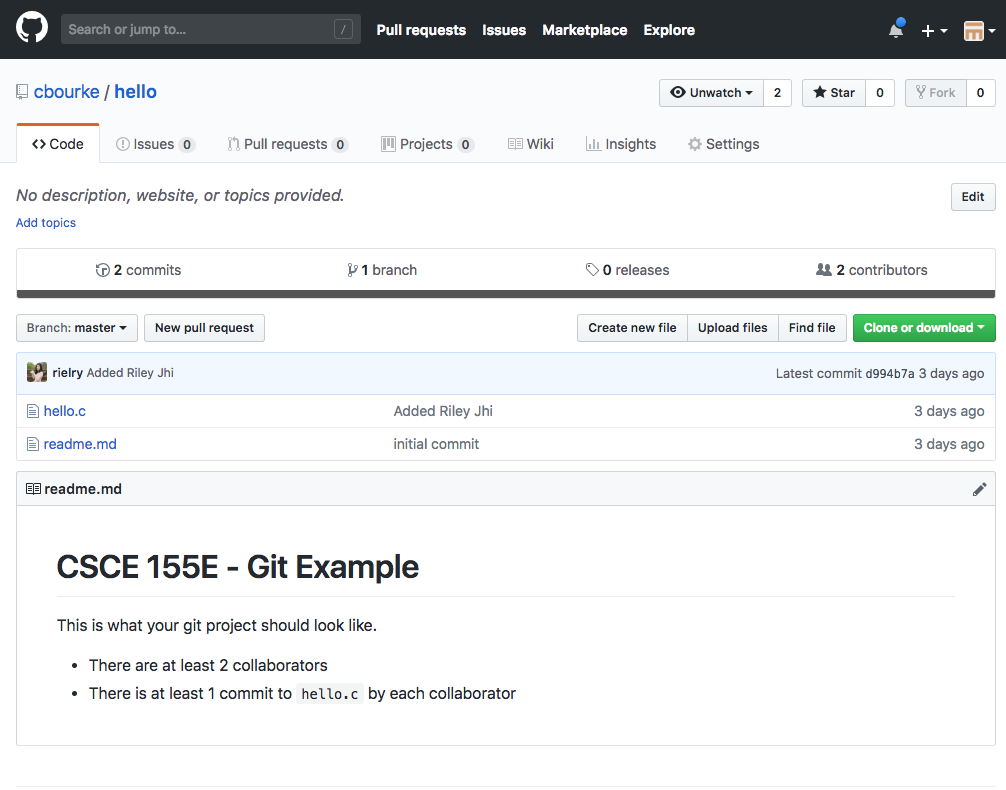 Search or jump to... / Pull requests Issues Marketplace Explore
cbourke / hello Unwatch 2 Star 0 Fork 0
Code Issues 0 Pull requests 0 Projects 0 Wiki Insights Settings
No description, website, or topics provided. Edit
Add topics
2 commits 1 branch 0 releases 2 contributors
Branch: master New pull request Create new file Upload files Find file Clone or download
rielry Added Riley Jhi Latest commit d994b7a 3 days ago
hello.c Added Riley Jhi 3 days ago
readme.md initial commit 3 days ago
readme.md
CSCE 155E - Git Example
This is what your git project should look like.
• There are at least 2 collaborators
• There is at least 1 commit to hello.c by each collaborator